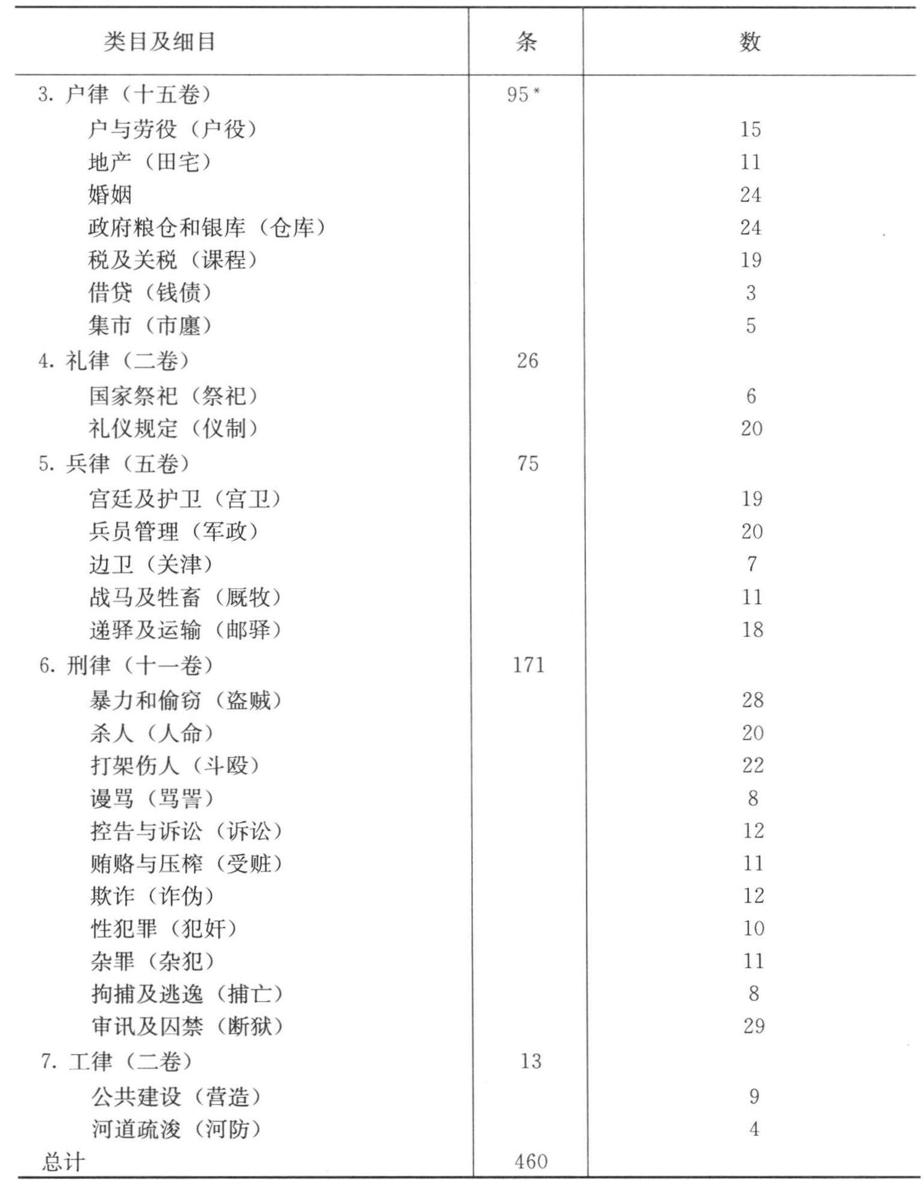 类目及细目 条 数
3. 户律（十五卷） 95*
户与劳役（户役） 15
地产（田宅） 11
婚姻 24
政府粮仓和银库（仓库） 24
税及关税（课程） 19
借贷（钱债） 3
集市（市廛） 5
4. 礼律（二卷） 26
国家祭祀（祭祀） 6
礼仪规定（仪制） 20
5. 兵律（五卷） 75
宫廷及护卫（宫卫） 19
兵员管理（军政） 20
边卫（关津） 7
战马及牲畜（厩牧） 11
递驿及运输（邮驿） 18
6. 刑律（十一卷） 171
暴力和偷窃（盗贼） 28
杀人（人命） 20
打架伤人（斗殴） 22
谩骂（骂詈） 8
控告与诉讼（诉讼） 12
贿赂与压榨（受赃） 11
欺诈（诈伪） 12
性犯罪（犯奸） 10
杂罪（杂犯） 11
拘捕及逃逸（捕亡） 8
审讯及囚禁（断狱） 29
7. 工律（二卷） 13
公共建设（营造） 9
河道疏浚（河防） 4
总计 460